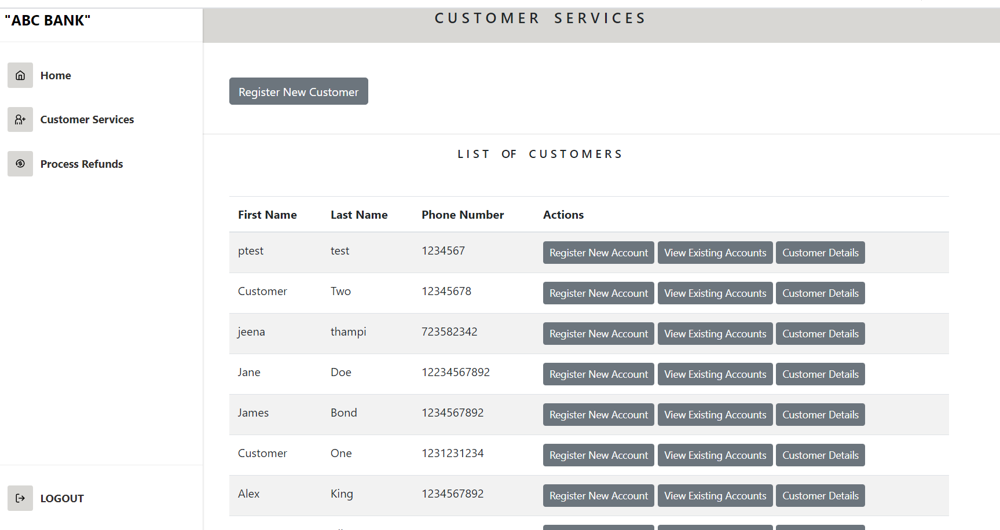 "ABC BANK"
CUSTOMER SERVICES
Home
Customer Services
Process Refunds
LOGOUT
Register New Customer
LIST OF CUSTOMERS
First Name Last Name Phone Number Actions
ptest test 1234567 Register New Account View Existing Accounts Customer Details
Customer Two 12345678 Register New Account View Existing Accounts Customer Details
jeena thampi 723582342 Register New Account View Existing Accounts Customer Details
Jane Doe 12234567892 Register New Account View Existing Accounts Customer Details
James Bond 1234567892 Register New Account View Existing Accounts Customer Details
Customer One 1231231234 Register New Account View Existing Accounts Customer Details
Alex King 1234567892 Register New Account View Existing Accounts Customer Details